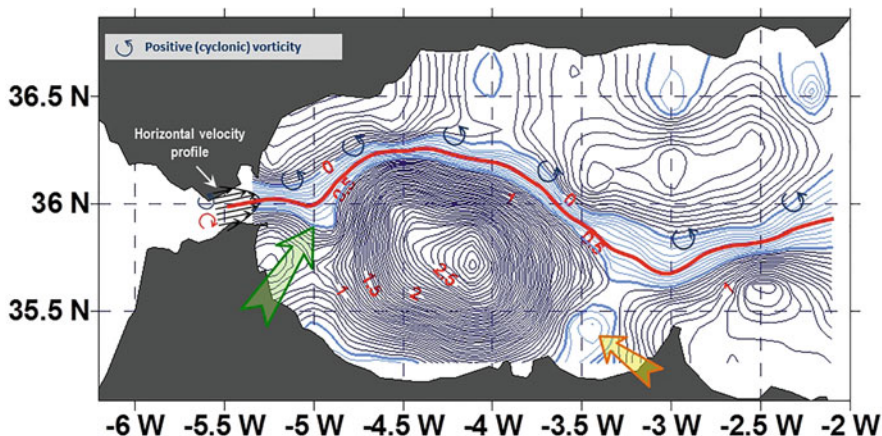 Positive (cyclonic) vorticity
36.5 N
Horizontal velocity
profile
0
0.5
36 N
1
0
0.5
2.5
1.5
2
1
1
35.5 N
-6 W
-5.5 W
-5 W
-4.5 W
-4 W
-3.5 W
-3 W
-2.5 W
-2 W